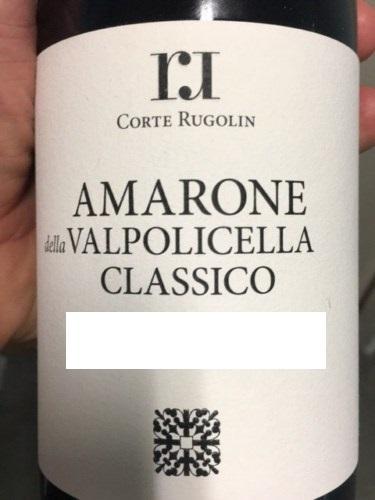 rr
CORTE RUGOLIN
AMARONE
della VALPOLICELLA
CLASSICO